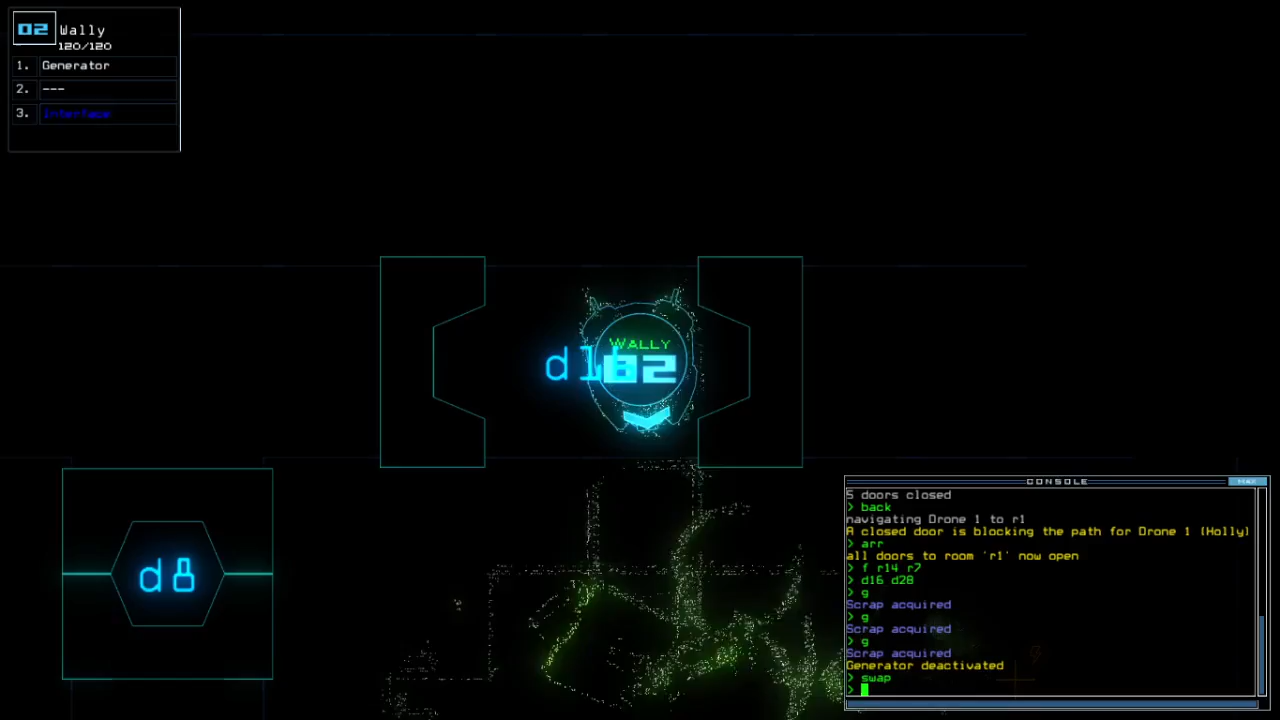 02 Wally
120/120
1. Generator
2. ---
3. Interface
WALLY
02
d8
CONSOLE
MAX
5 doors closed
> back
navigating Drone 1 to r1
A closed door is blocking the path for Drone 1 (Holly)
> arr
all doors to room 'r1' now open
> f r14 r7
> d16 d28
> g
Scrap acquired
> g
Scrap acquired
> g
Scrap acquired
Generator deactivated
> swap
>